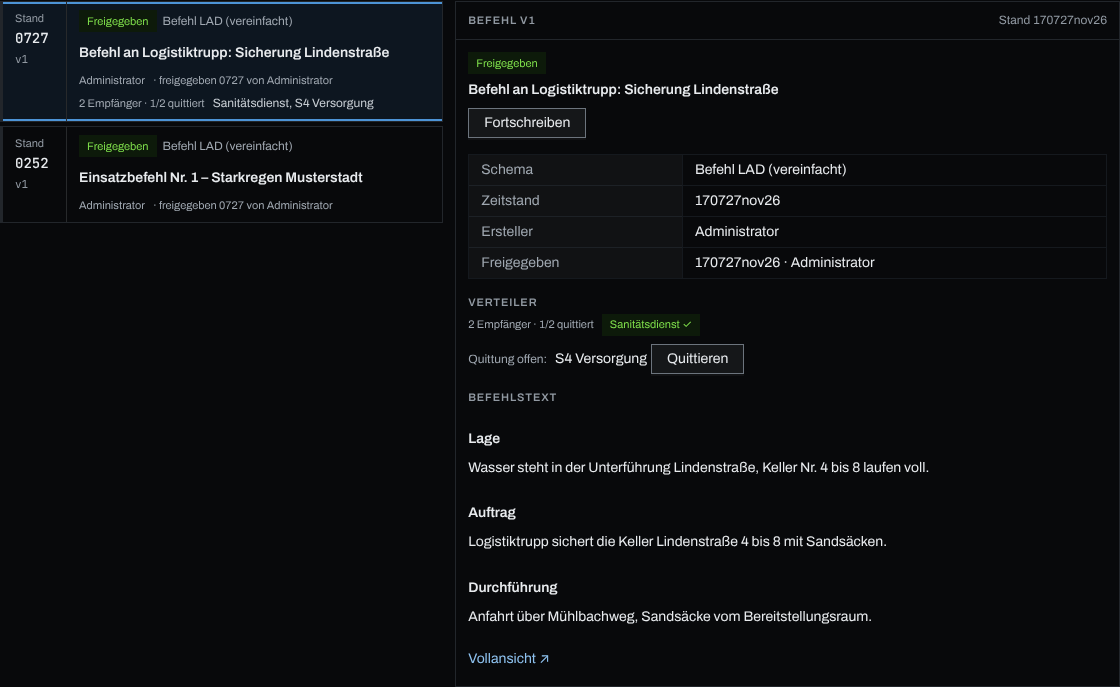 Stand
0727
v1
Freigegeben Befehl LAD (vereinfacht)
Befehl an Logistiktrupp: Sicherung Lindenstraße
Administrator · freigegeben 0727 von Administrator
2 Empfänger · 1/2 quittiert Sanitätsdienst, S4 Versorgung
Stand
0252
v1
Freigegeben Befehl LAD (vereinfacht)
Einsatzbefehl Nr. 1 – Starkregen Musterstadt
Administrator · freigegeben 0727 von Administrator
BEFEHL V1 Stand 170727nov26
Freigegeben
Befehl an Logistiktrupp: Sicherung Lindenstraße
Fortschreiben
Schema Befehl LAD (vereinfacht)
Zeitstand 170727nov26
Ersteller Administrator
Freigegeben 170727nov26 · Administrator
VERTEILER
2 Empfänger · 1/2 quittiert Sanitätsdienst ✓
Quittung offen: S4 Versorgung Quittieren
BEFEHLSTEXT
Lage
Wasser steht in der Unterführung Lindenstraße, Keller Nr. 4 bis 8 laufen voll.
Auftrag
Logistiktrupp sichert die Keller Lindenstraße 4 bis 8 mit Sandsäcken.
Durchführung
Anfahrt über Mühlbachweg, Sandsäcke vom Bereitstellungsraum.
Vollansicht ↗